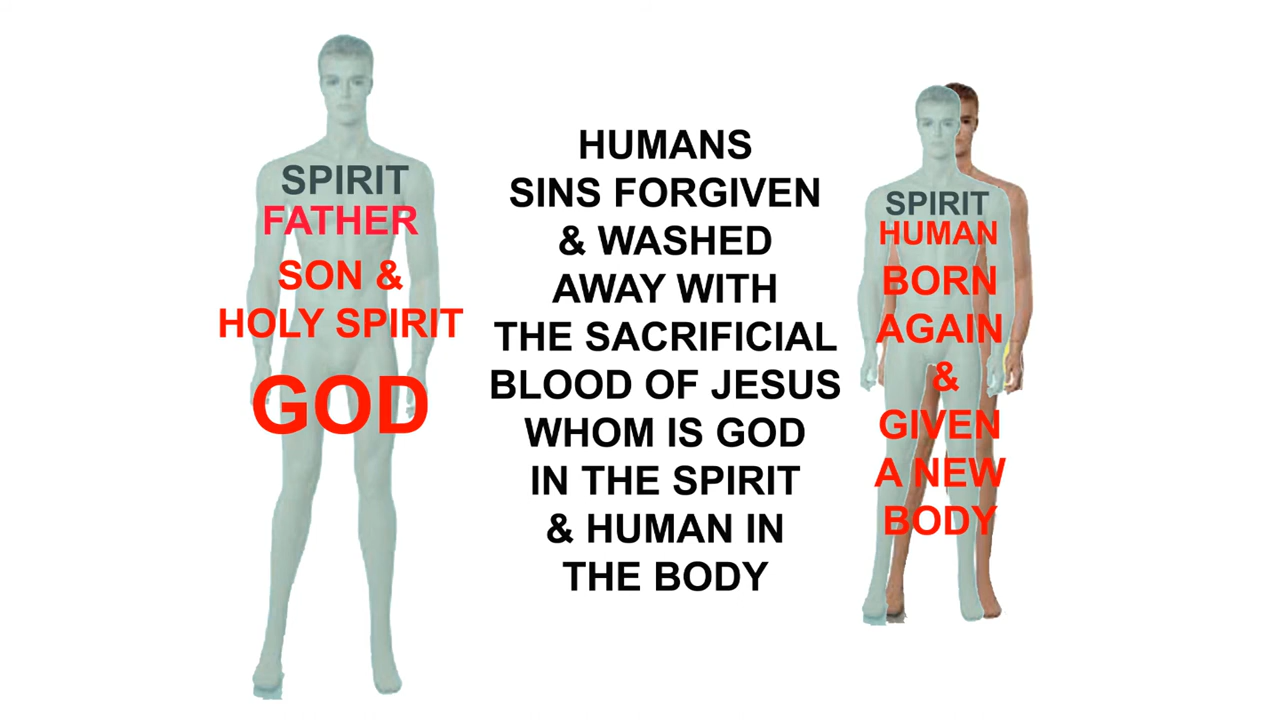 SPIRIT
FATHER
SON &
HOLY SPIRIT
GOD
HUMANS
SINS FORGIVEN
& WASHED
AWAY WITH
THE SACRIFICIAL
BLOOD OF JESUS
WHOM IS GOD
IN THE SPIRIT
& HUMAN IN
THE BODY
SPIRIT
HUMAN
BORN
AGAIN
&
GIVEN
A NEW
BODY